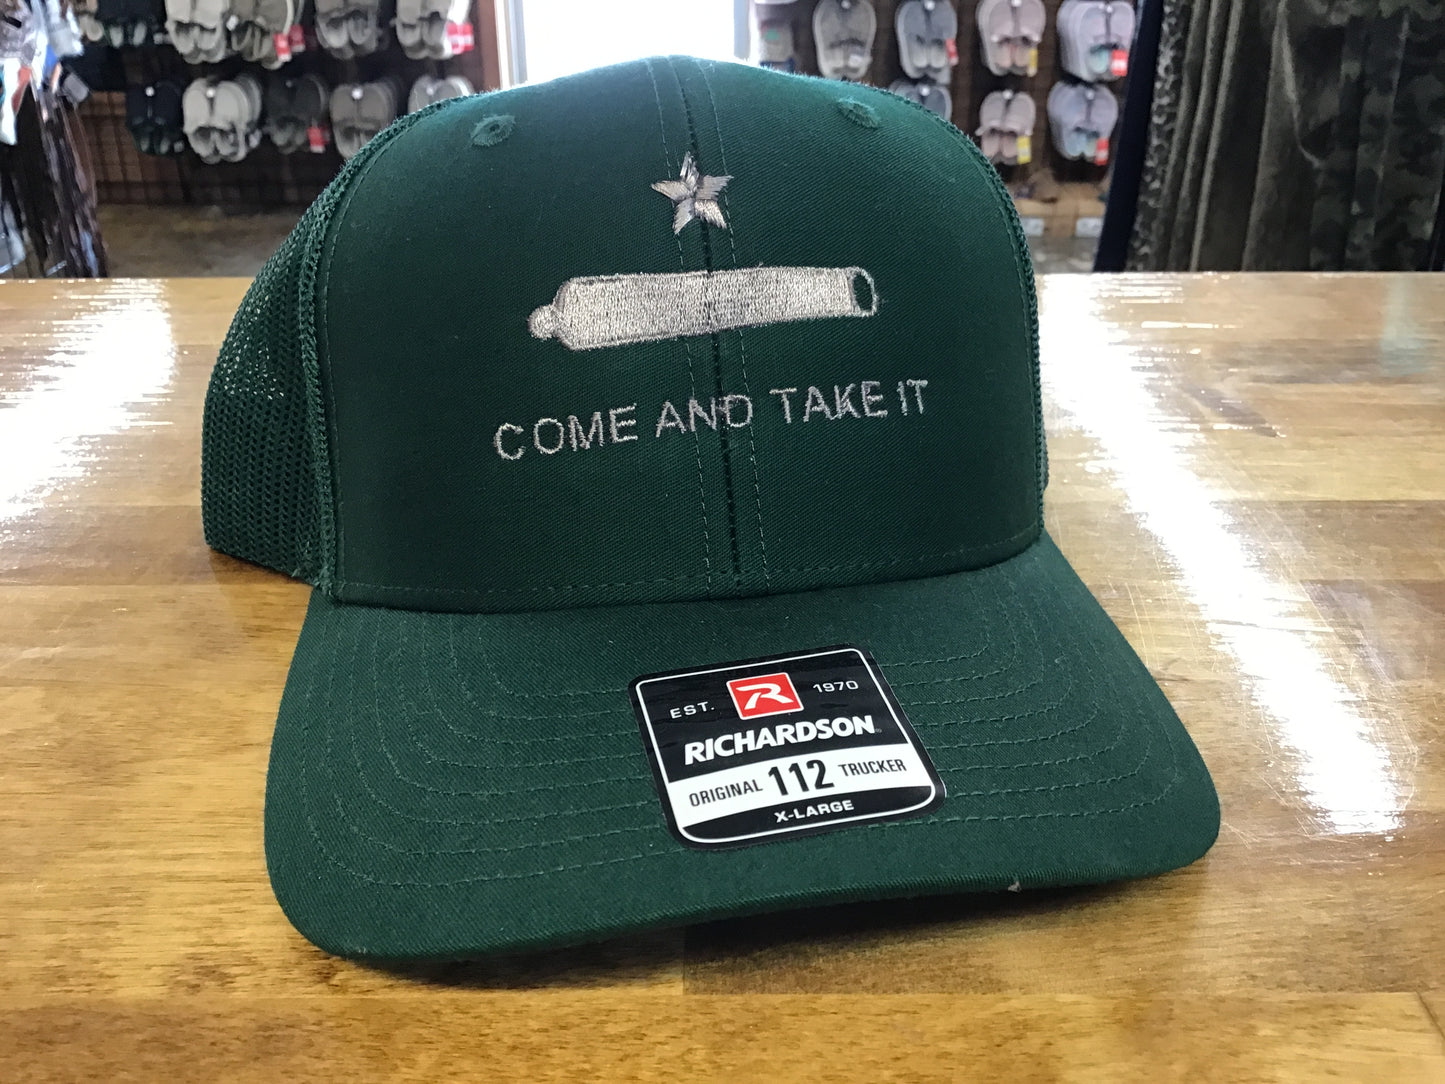 COME AND TAKE IT
EST. R 1970
RICHARDSON
ORIGINAL 112 TRUCKER
X-LARGE